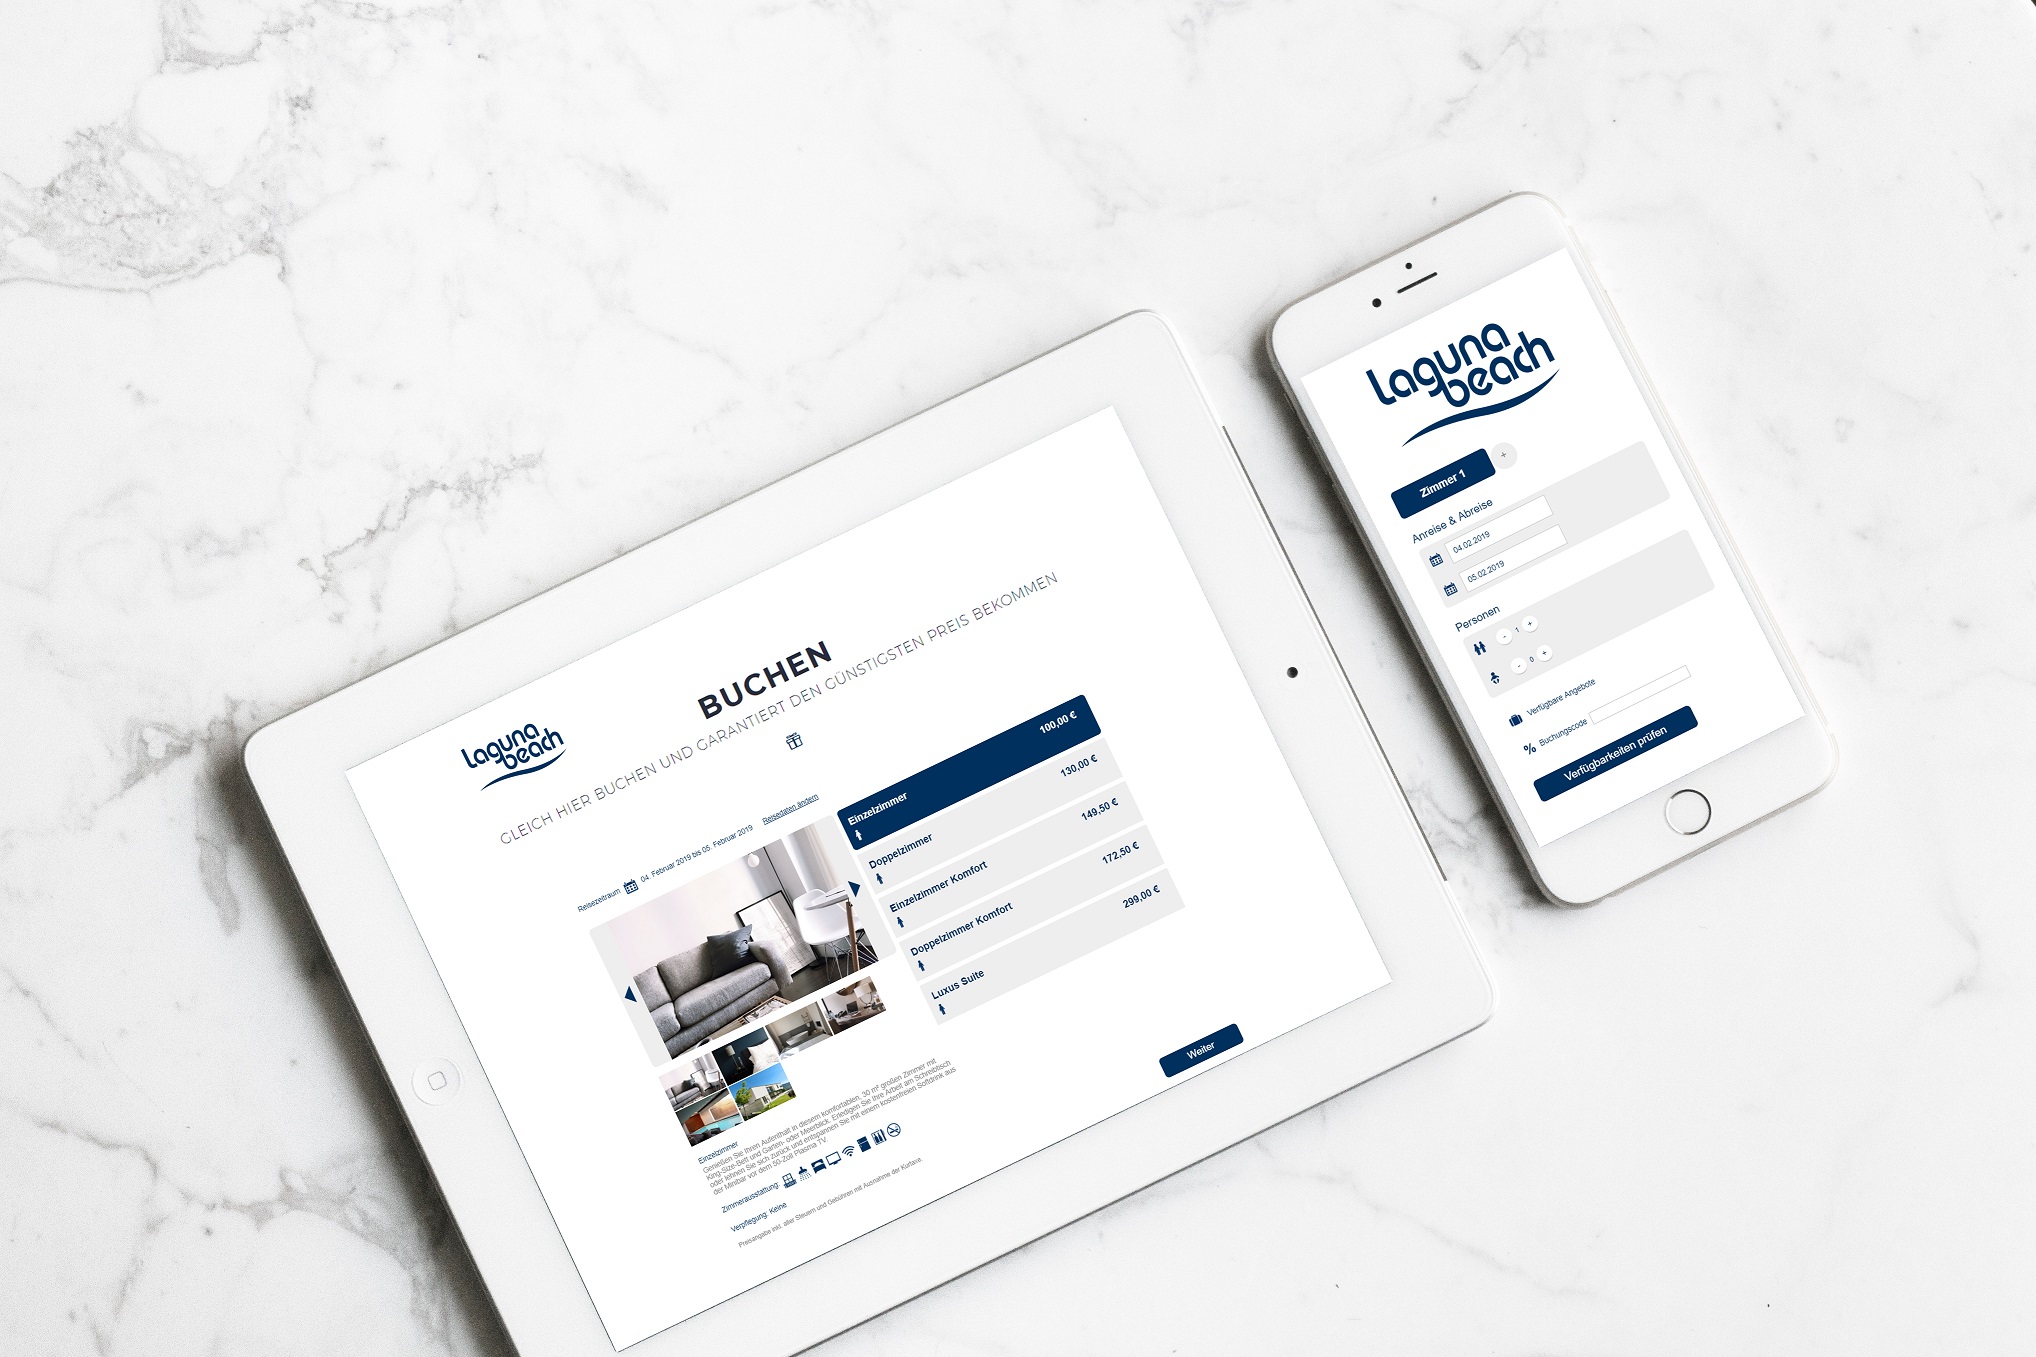 Laguna
beach
BUCHEN
GLEICH HIER BUCHEN UND GARANTIERT DEN GÜNSTIGSTEN PREIS BEKOMMEN
Reisezeitraum 04. Februar 2019 bis 05. Februar 2019 Reisedaten ändern
Einzelzimmer 100,00 €
Doppelzimmer 130,00 €
Einzelzimmer Komfort 149,50 €
Doppelzimmer Komfort 172,50 €
Luxus Suite 299,00 €
Weiter
Einzelzimmer
Genießen Sie Ihren Aufenthalt in diesem komfortablen, 30 m² großen Zimmer mit
King-Size-Bett und Garten- oder Meerblick. Erledigen Sie Ihre Arbeit am Schreibtisch
oder lehnen Sie sich zurück und entspannen Sie mit einem kostenfreien Softdrink aus
der Minibar vor dem 50-Zoll Plasma TV.
Zimmerausstattung:
Verpflegung: Keine
Preisangabe inkl. aller Steuern und Gebühren mit Ausnahme der Kurtaxe.
Laguna
beach
Zimmer 1 +
Anreise & Abreise
04.02.2019
05.02.2019
Personen
- 1 +
- 0 +
Verfügbare Angebote
% Buchungscode
Verfügbarkeiten prüfen